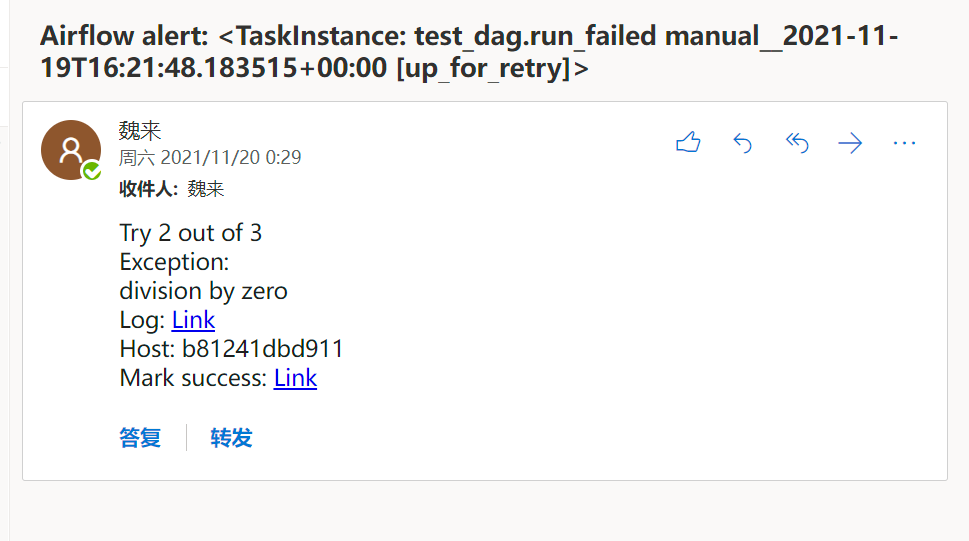 Airflow alert: <TaskInstance: test_dag.run_failed manual__2021-11-
19T16:21:48.183515+00:00 [up_for_retry]>
魏来
周六 2021/11/20 0:29
收件人: 魏来
Try 2 out of 3
Exception:
division by zero
Log: Link
Host: b81241dbd911
Mark success: Link
答复
转发